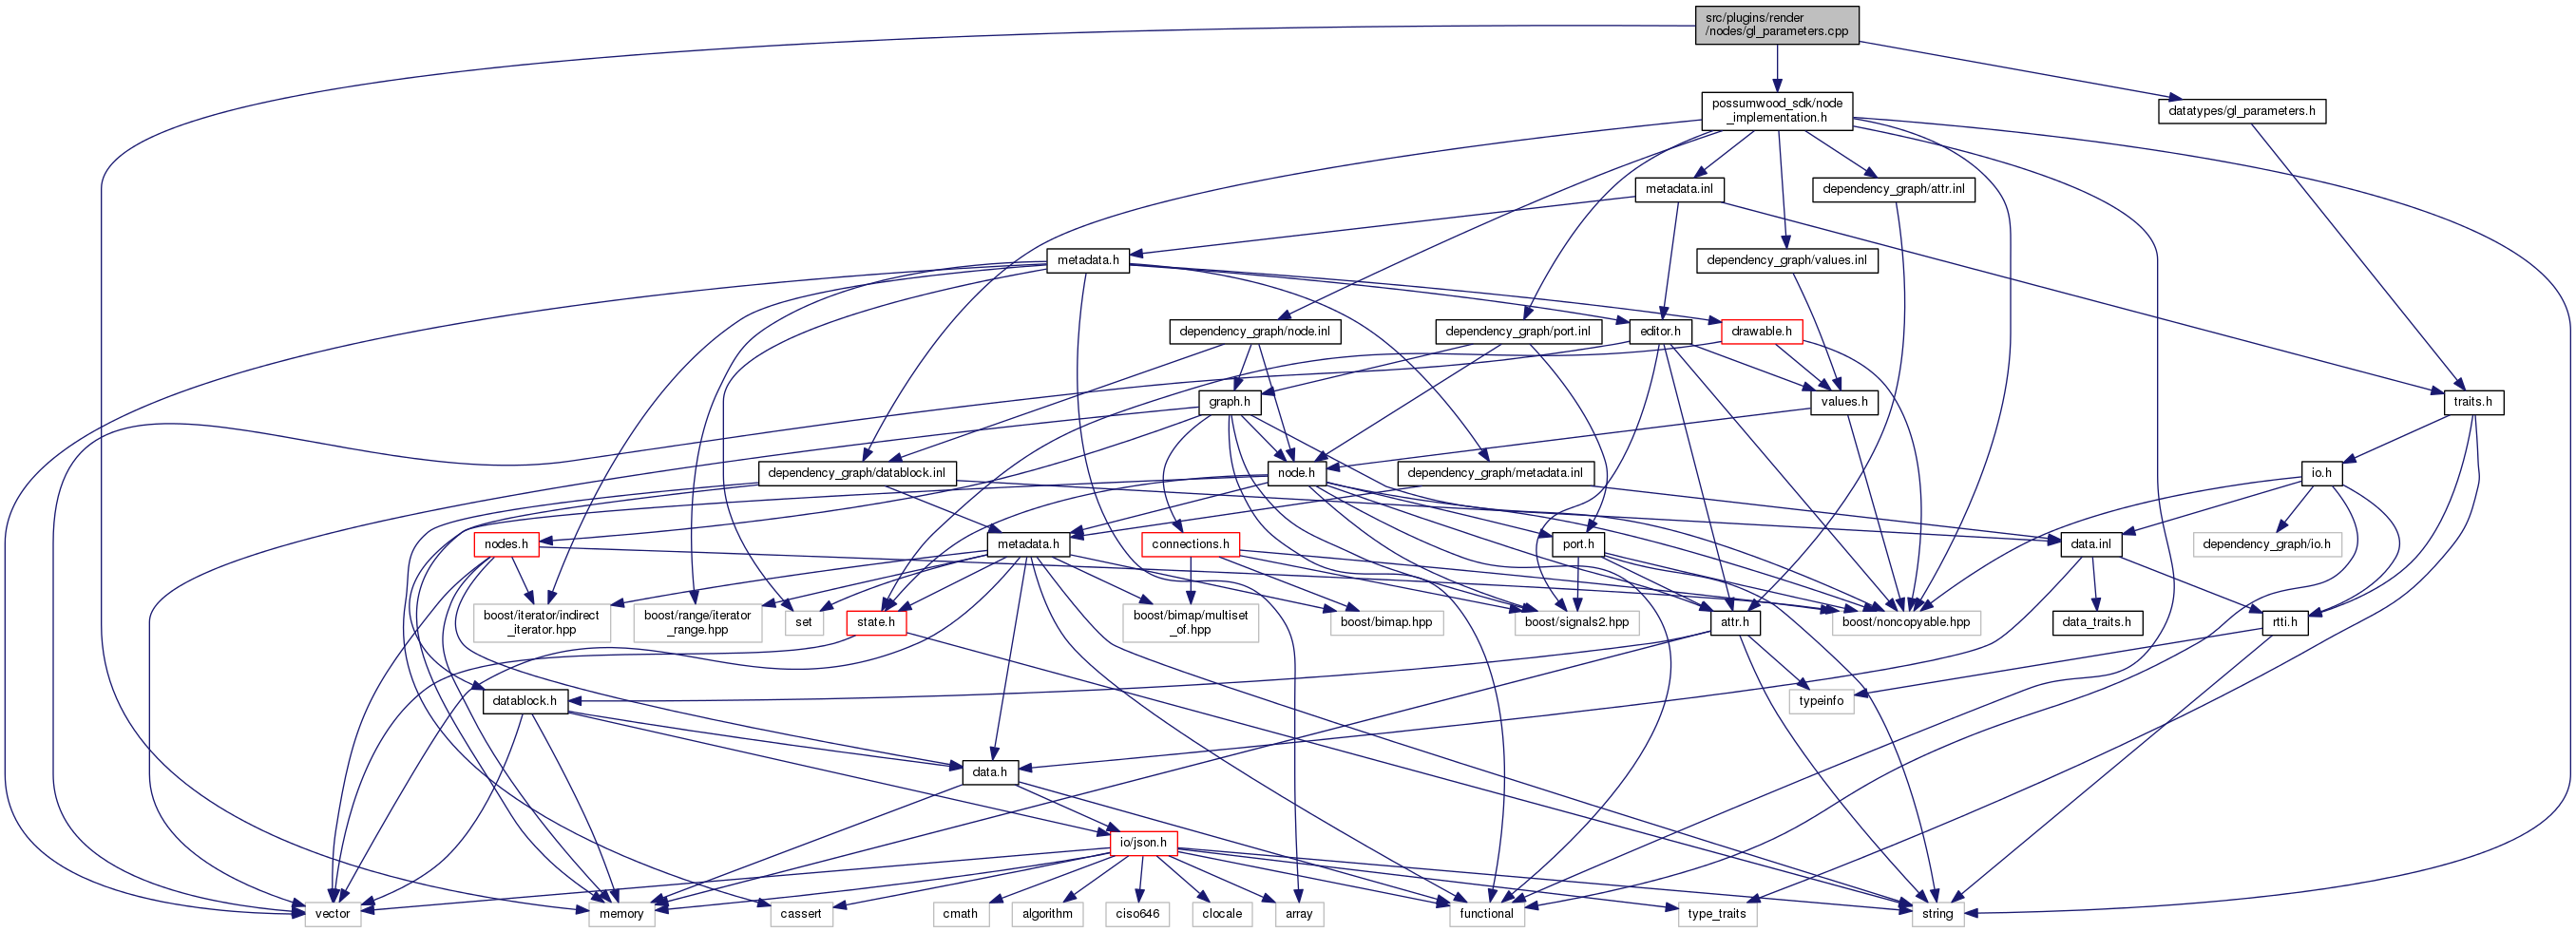 src/plugins/render
/nodes/gl_parameters.cpp
possumwood_sdk/node
_implementation.h
datatypes/gl_parameters.h
metadata.inl
dependency_graph/attr.inl
metadata.h
dependency_graph/values.inl
dependency_graph/node.inl
dependency_graph/port.inl
editor.h
drawable.h
graph.h
values.h
traits.h
dependency_graph/datablock.inl
node.h
dependency_graph/metadata.inl
io.h
nodes.h
metadata.h
connections.h
port.h
data.inl
dependency_graph/io.h
boost/iterator/indirect
_iterator.hpp
boost/range/iterator
_range.hpp
set
state.h
boost/bimap/multiset
_of.hpp
boost/bimap.hpp
boost/signals2.hpp
attr.h
boost/noncopyable.hpp
data_traits.h
rtti.h
datablock.h
typeinfo
data.h
io/json.h
vector
memory
cassert
cmath
algorithm
ciso646
clocale
array
functional
type_traits
string